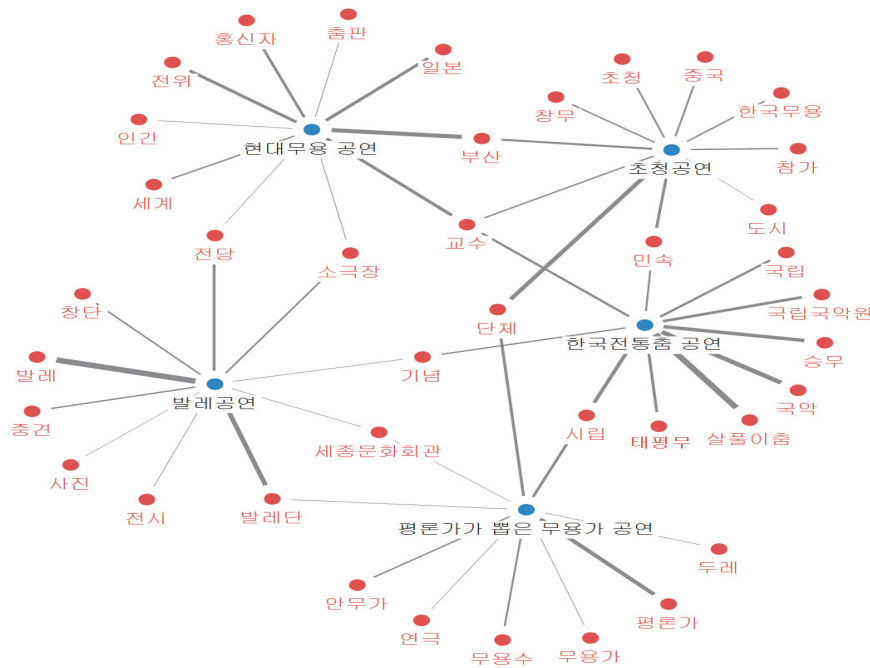 춤판
홍신자
일본
전위
초청
중국
한국무용
창무
인간
현대무용 공연
부산
초청공연
참가
세계
도시
전당
교수
민속
소극장
국립
창단
국립국악원
단체
한국전통춤 공연
승무
발레
기념
발레공연
국악
중견
시립
태평무
살풀이춤
세종문화회관
사진
전시
발레단
평론가가 뽑은 무용가 공연
두레
안무가
평론가
연극
무용수
무용가